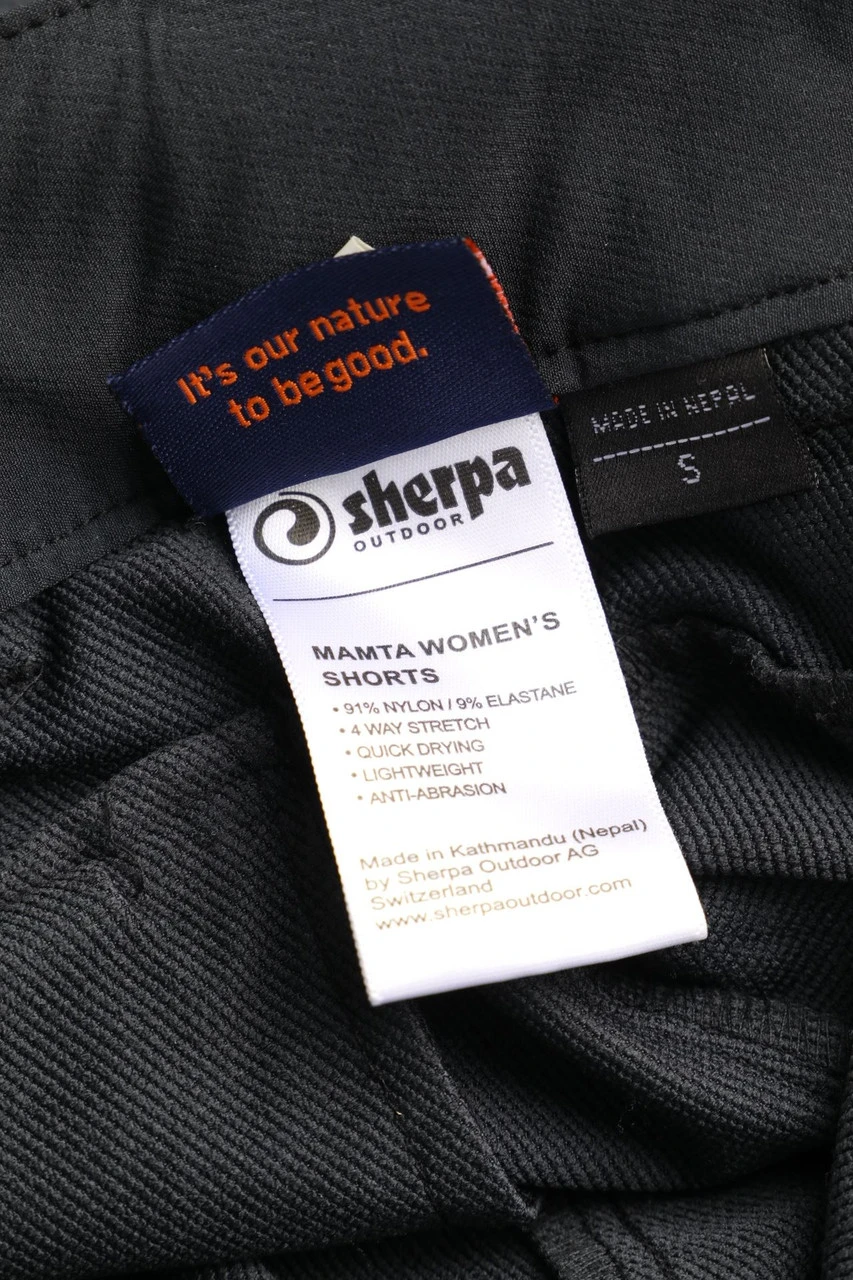 It's our nature
to be good.
MADE IN NEPAL
S
sherpa
OUTDOOR
MAMTA WOMEN'S
SHORTS
• 91% NYLON / 9% ELASTANE
• 4 WAY STRETCH
• QUICK DRYING
• LIGHTWEIGHT
• ANTI-ABRASION
Made in Kathmandu (Nepal)
by Sherpa Outdoor AG
Switzerland
www.sherpaoutdoor.com